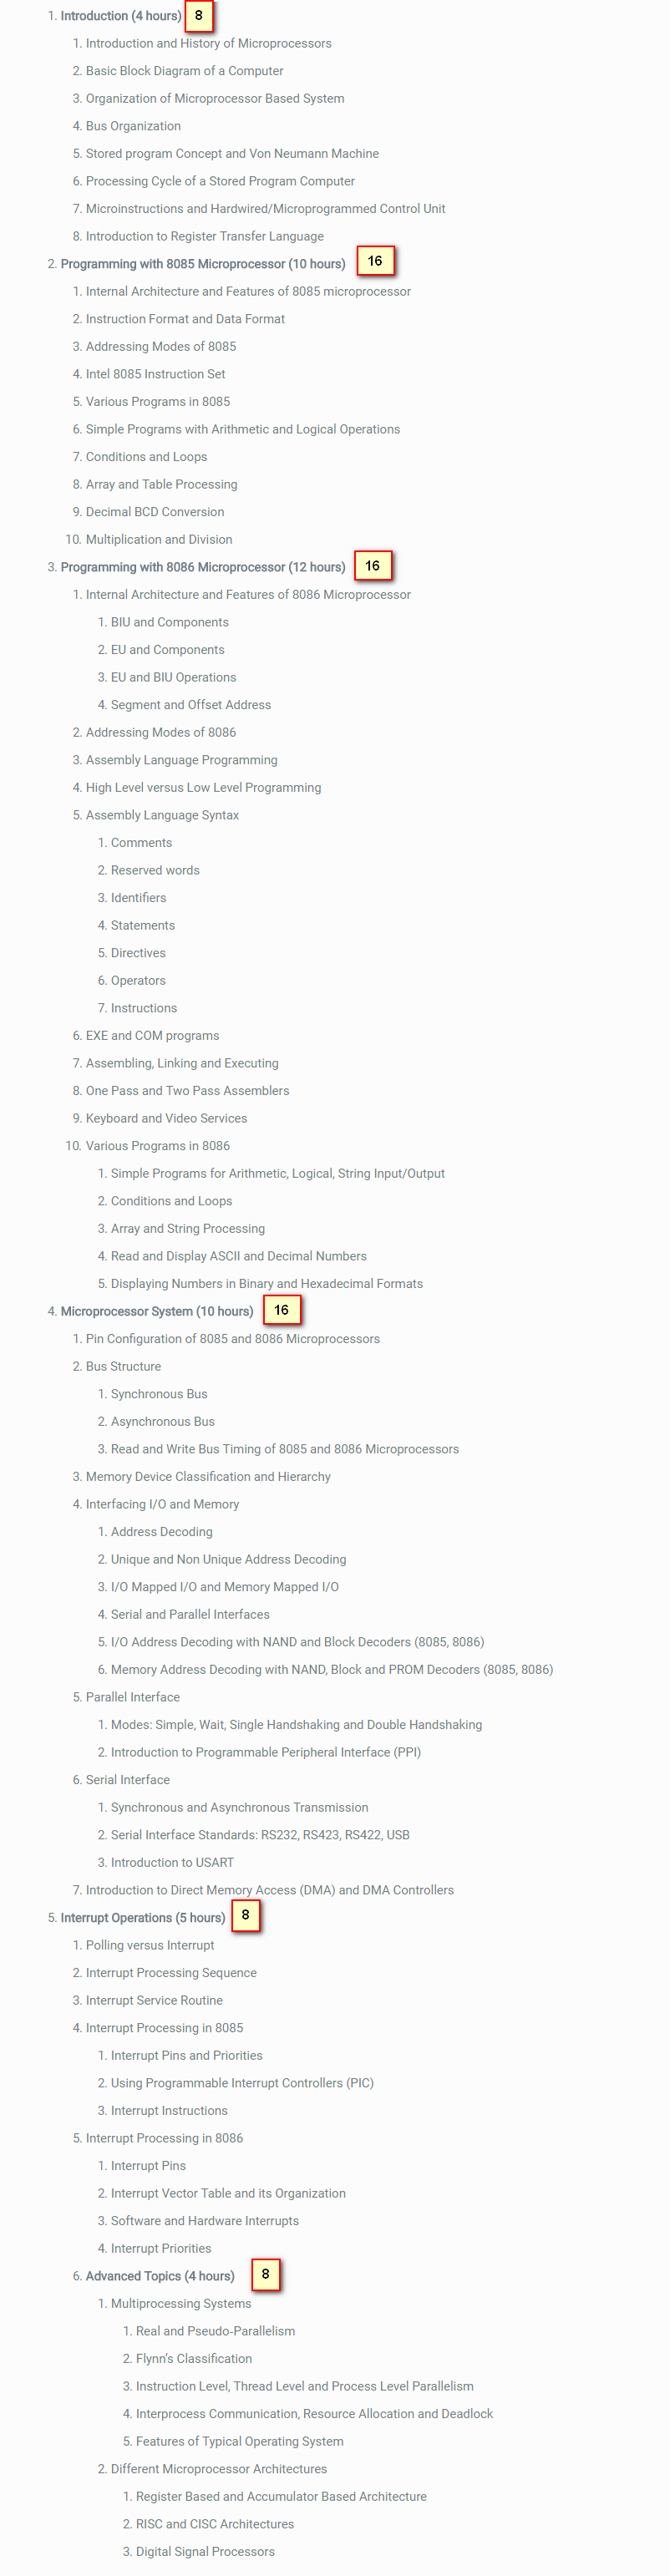 1. Introduction (4 hours) 8
1. Introduction and History of Microprocessors
2. Basic Block Diagram of a Computer
3. Organization of Microprocessor Based System
4. Bus Organization
5. Stored program Concept and Von Neumann Machine
6. Processing Cycle of a Stored Program Computer
7. Microinstructions and Hardwired/Microprogrammed Control Unit
8. Introduction to Register Transfer Language
2. Programming with 8085 Microprocessor (10 hours) 16
1. Internal Architecture and Features of 8085 microprocessor
2. Instruction Format and Data Format
3. Addressing Modes of 8085
4. Intel 8085 Instruction Set
5. Various Programs in 8085
6. Simple Programs with Arithmetic and Logical Operations
7. Conditions and Loops
8. Array and Table Processing
9. Decimal BCD Conversion
10. Multiplication and Division
3. Programming with 8086 Microprocessor (12 hours) 16
1. Internal Architecture and Features of 8086 Microprocessor
1. BIU and Components
2. EU and Components
3. EU and BIU Operations
4. Segment and Offset Address
2. Addressing Modes of 8086
3. Assembly Language Programming
4. High Level versus Low Level Programming
5. Assembly Language Syntax
1. Comments
2. Reserved words
3. Identifiers
4. Statements
5. Directives
6. Operators
7. Instructions
6. EXE and COM programs
7. Assembling, Linking and Executing
8. One Pass and Two Pass Assemblers
9. Keyboard and Video Services
10. Various Programs in 8086
1. Simple Programs for Arithmetic, Logical, String Input/Output
2. Conditions and Loops
3. Array and String Processing
4. Read and Display ASCII and Decimal Numbers
5. Displaying Numbers in Binary and Hexadecimal Formats
4. Microprocessor System (10 hours) 16
1. Pin Configuration of 8085 and 8086 Microprocessors
2. Bus Structure
1. Synchronous Bus
2. Asynchronous Bus
3. Read and Write Bus Timing of 8085 and 8086 Microprocessors
3. Memory Device Classification and Hierarchy
4. Interfacing I/O and Memory
1. Address Decoding
2. Unique and Non Unique Address Decoding
3. I/O Mapped I/O and Memory Mapped I/O
4. Serial and Parallel Interfaces
5. I/O Address Decoding with NAND and Block Decoders (8085, 8086)
6. Memory Address Decoding with NAND, Block and PROM Decoders (8085, 8086)
5. Parallel Interface
1. Modes: Simple, Wait, Single Handshaking and Double Handshaking
2. Introduction to Programmable Peripheral Interface (PPI)
6. Serial Interface
1. Synchronous and Asynchronous Transmission
2. Serial Interface Standards: RS232, RS423, RS422, USB
3. Introduction to USART
7. Introduction to Direct Memory Access (DMA) and DMA Controllers
5. Interrupt Operations (5 hours) 8
1. Polling versus Interrupt
2. Interrupt Processing Sequence
3. Interrupt Service Routine
4. Interrupt Processing in 8085
1. Interrupt Pins and Priorities
2. Using Programmable Interrupt Controllers (PIC)
3. Interrupt Instructions
5. Interrupt Processing in 8086
1. Interrupt Pins
2. Interrupt Vector Table and its Organization
3. Software and Hardware Interrupts
4. Interrupt Priorities
6. Advanced Topics (4 hours) 8
1. Multiprocessing Systems
1. Real and Pseudo-Parallelism
2. Flynn's Classification
3. Instruction Level, Thread Level and Process Level Parallelism
4. Interprocess Communication, Resource Allocation and Deadlock
5. Features of Typical Operating System
2. Different Microprocessor Architectures
1. Register Based and Accumulator Based Architecture
2. RISC and CISC Architectures
3. Digital Signal Processors